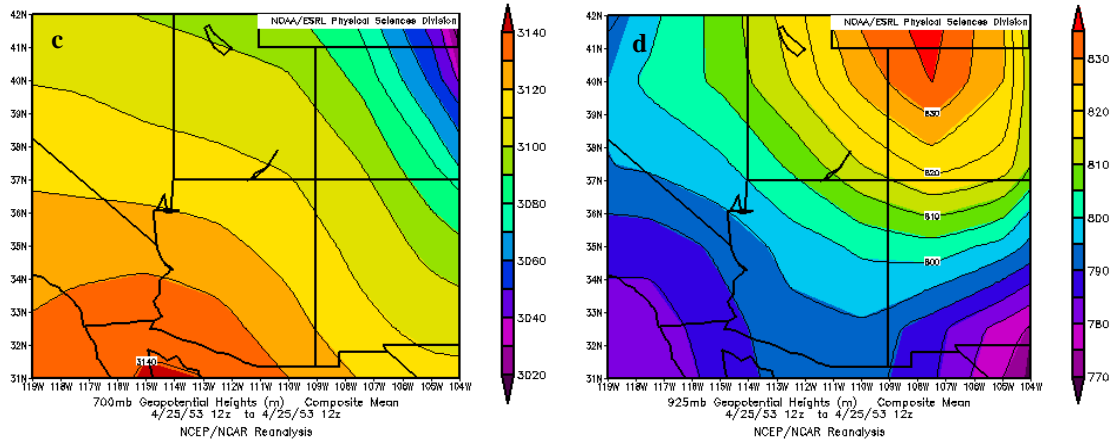 NOAA/ESRL Physical Sciences Division
c
42N
41N
40N
39N
38N
37N
36N
35N
34N
33N
32N
31N
119W 118W 117W 116W 115W 114W 113W 112W 111W 110W 109W 108W 107W 106W 105W 104W
3140
3140
3120
3100
3080
3060
3040
3020
700mb Geopotential Heights (m) Composite Mean
4/25/53 12z to 4/25/53 12z
NCEP/NCAR Reanalysis
NOAA/ESRL Physical Sciences Division
d
42N
41N
40N
39N
38N
37N
36N
35N
34N
33N
32N
31N
119W 118W 117W 116W 115W 114W 113W 112W 111W 110W 109W 108W 107W 106W 105W 104W
830
820
810
800
830
820
810
800
790
780
770
925mb Geopotential Heights (m) Composite Mean
4/25/53 12z to 4/25/53 12z
NCEP/NCAR Reanalysis